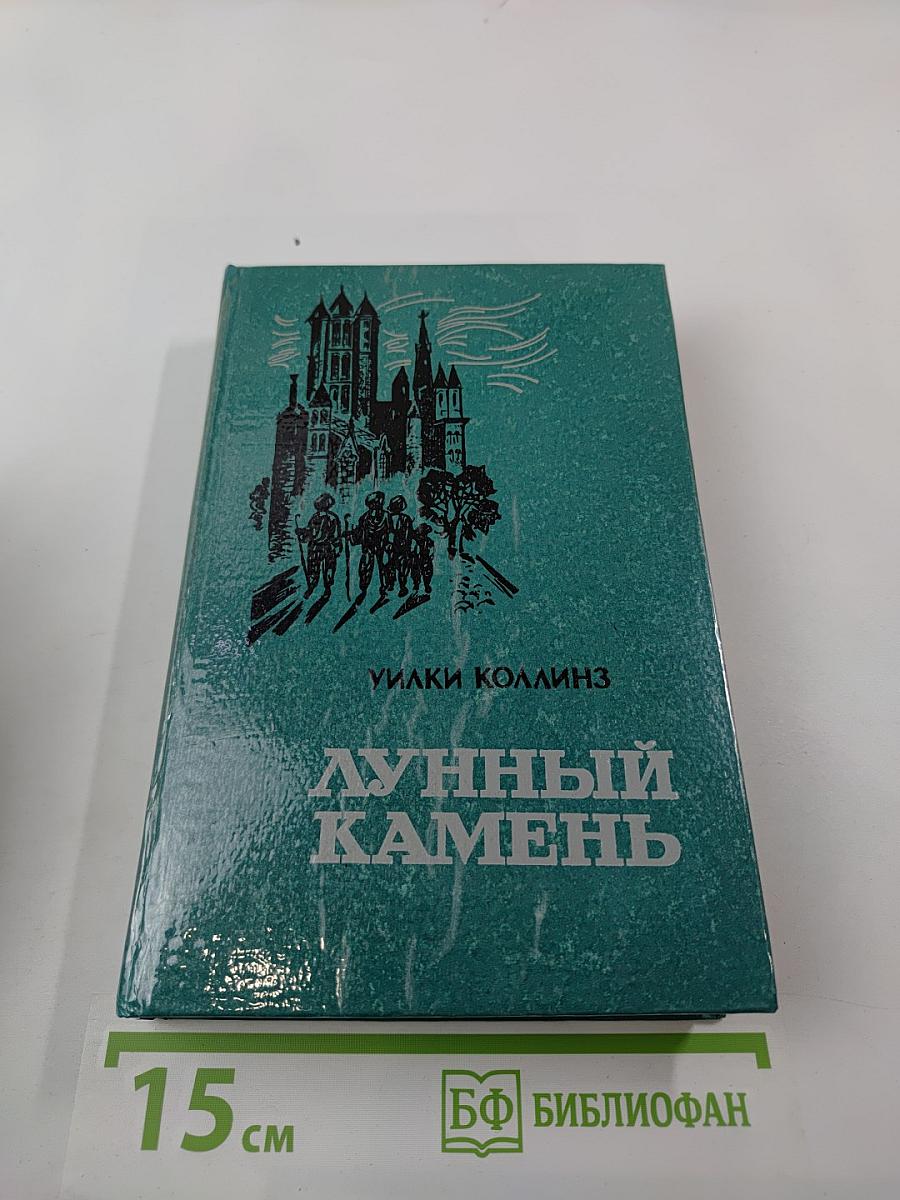 УИЛКИ КОЛЛИНЗ
ЛУННЫЙ
КАМЕНЬ
15 см
БФ БИБЛИОФАН